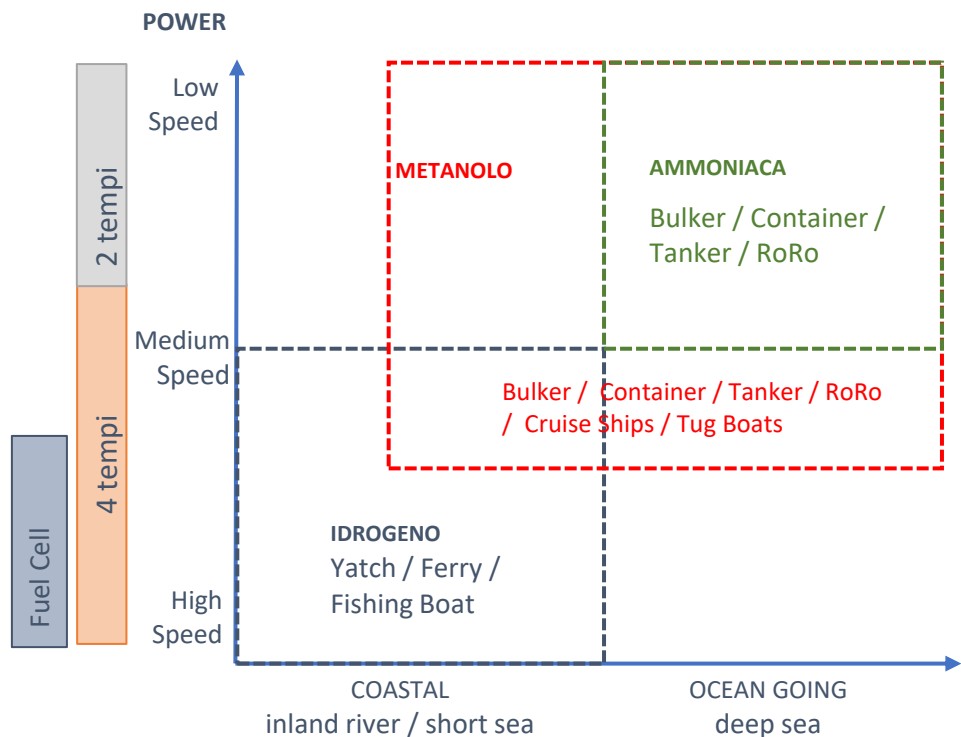 POWER
Low
Speed
2 tempi
METANOLO
AMMONIACA
Bulker / Container /
Tanker / RoRo
Medium
Speed
Bulker / Container / Tanker / RoRo
/ Cruise Ships / Tug Boats
4 tempi
Fuel Cell
IDROGENO
Yatch / Ferry /
Fishing Boat
High
Speed
COASTAL
inland river / short sea
OCEAN GOING
deep sea